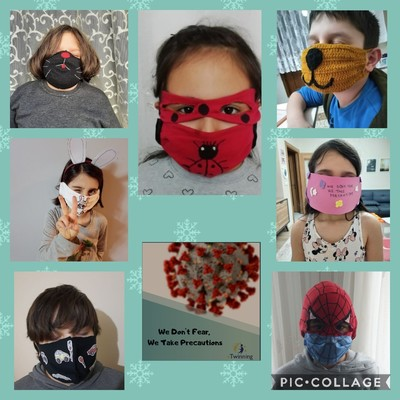 We Don't Fear,
We Take Precautions
Twinning
PIC•COLLAGE